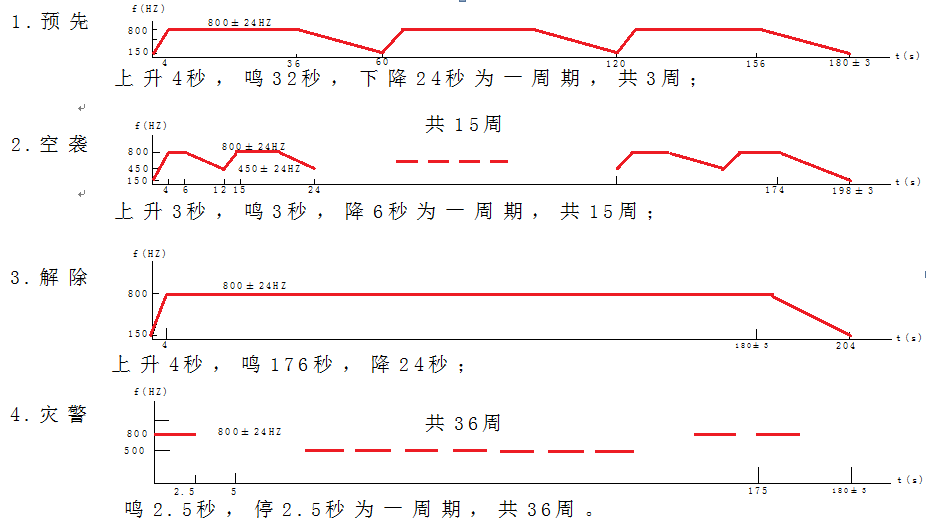 f(HZ)
1.预先
800±24HZ
800
150
4
36
60
120
156
180±3
t(s)
上升4秒，鸣32秒，下降24秒为一周期，共3周；
共15周
f(HZ)
2.空袭
800±24HZ
800
450
450±24HZ
150
4
6
12
15
24
174
198±3
t(s)
上升3秒，鸣3秒，降6秒为一周期，共15周；
f(HZ)
3.解除
800±24HZ
800
150
4
180±3
204
t(s)
上升4秒，鸣176秒，降24秒；
f(HZ)
4.灾警
共36周
800
800±24HZ
500
2.5
5
175
180±3
t(s)
鸣2.5秒，停2.5秒为一周期，共36周。